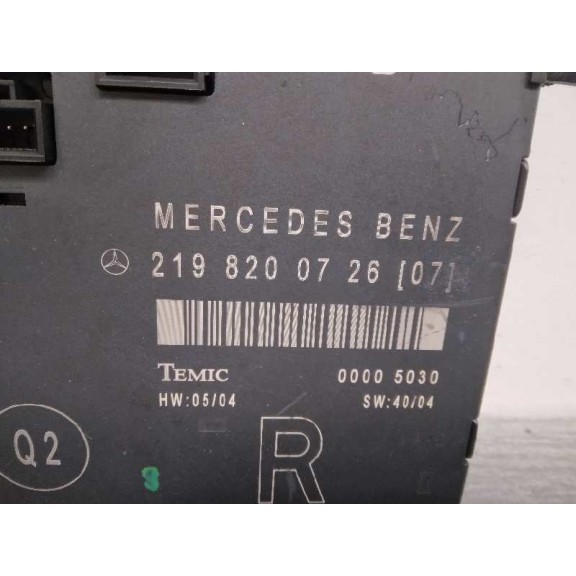 MERCEDES BENZ
219 820 07 26 [07]
TEMIC 0000 5030
HW:05/04 SW:40/04
Q2
R